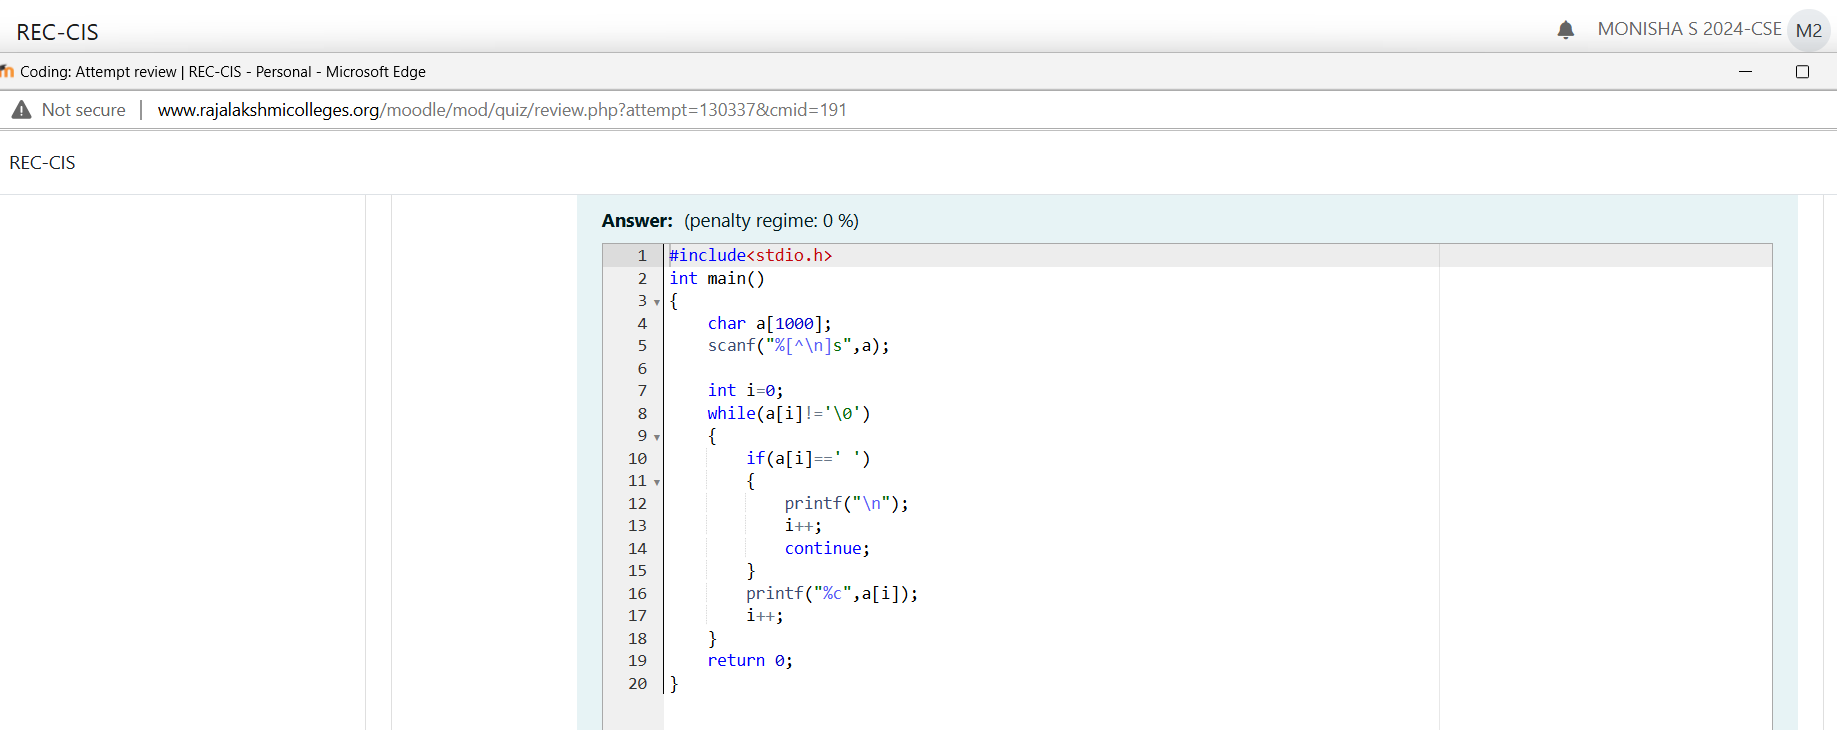 REC-CIS
MONISHA S 2024-CSE M2
Coding: Attempt review | REC-CIS - Personal - Microsoft Edge
Not secure | www.rajalakshmicolleges.org/moodle/mod/quiz/review.php?attempt=130337&cmid=191
REC-CIS
Answer: (penalty regime: 0 %)
1 #include<stdio.h>
2 int main()
3 {
4     char a[1000];
5     scanf("%[^\n]s",a);
6
7     int i=0;
8     while(a[i]!='\0')
9     {
10         if(a[i]==' ')
11         {
12             printf("\n");
13             i++;
14             continue;
15         }
16         printf("%c",a[i]);
17         i++;
18     }
19     return 0;
20 }